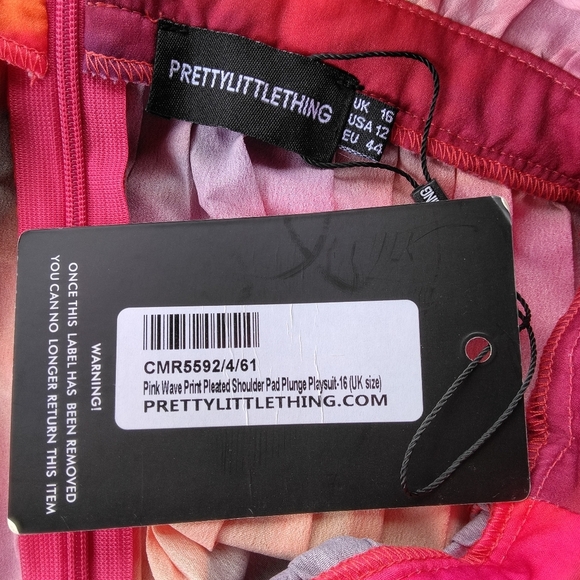 PRETTYLITTLETHING
UK 16
USA 12
EU 44
CMR5592/4/61
Pink Wave Print Pleated Shoulder Pad Plunge Playsuit-16 (UK size)
PRETTYLITTLETHING.COM
WARNING!
ONCE THIS LABEL HAS BEEN REMOVED
YOU CAN NO LONGER RETURN THIS ITEM